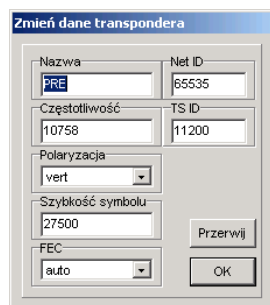 Zmień dane transpondera
Nazwa
Net ID
PRE
65535
Częstotliwość
TS ID
10758
11200
Polaryzacja
vert
Szybkość symbolu
27500
Przerwij
FEC
auto
OK